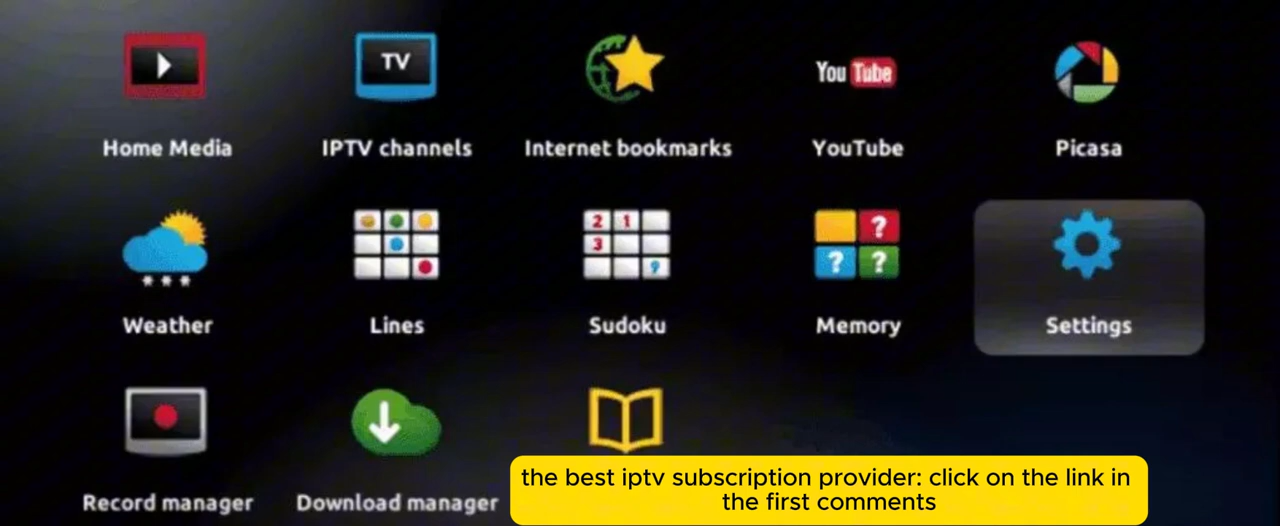 TV
You Tube
Home Media
IPTV channels
Internet bookmarks
YouTube
Picasa
2 1
3
9
? 
? ?
Weather
Lines
Sudoku
Memory
Settings
Record manager
Download manager
the best iptv subscription provider: click on the link in
the first comments